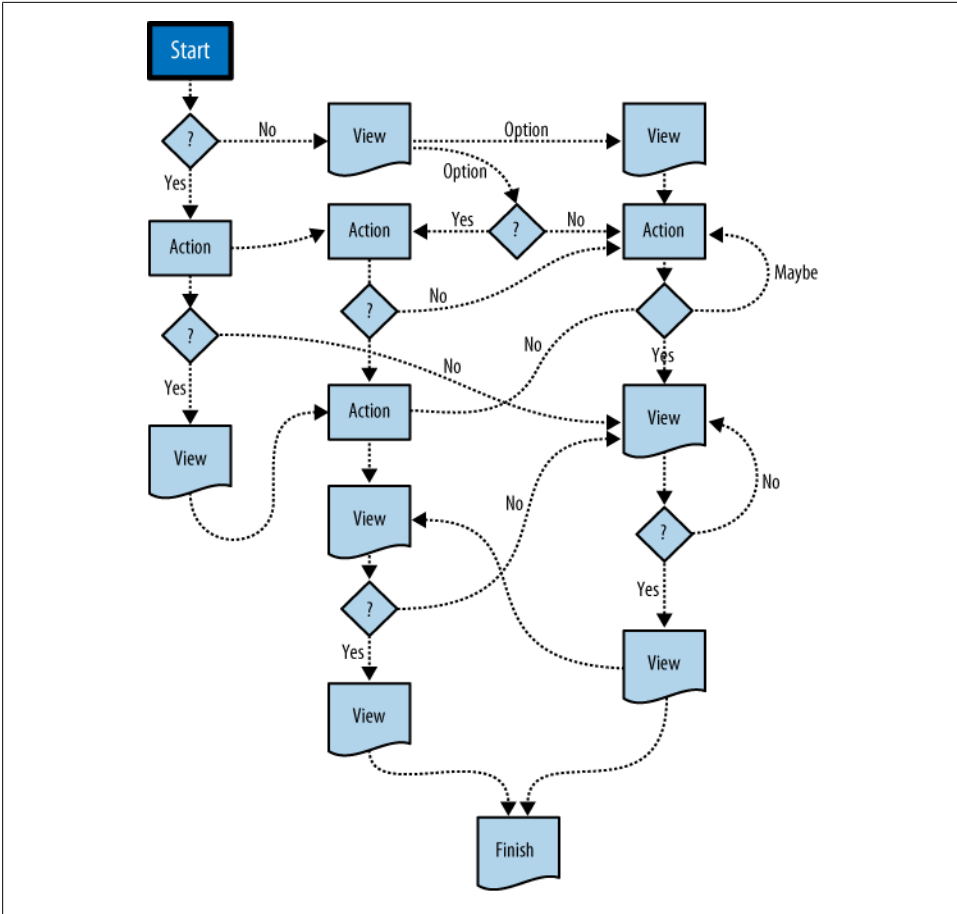 Start
?
No
View
Option
View
Option
Yes
Action
Action
Yes
?
No
Action
Maybe
?
No
?
No
Yes
No
Yes
Action
View
View
No
No
View
?
?
Yes
Yes
View
View
Finish